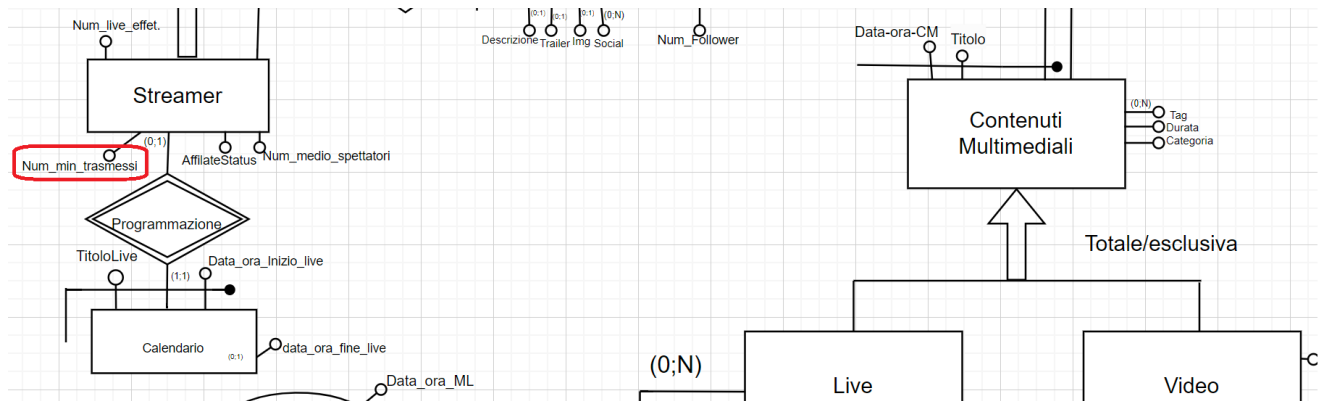 Num_live_effet.
(0;1)
(0;1)
(0;1)
(0;N)
Descrizione
Trailer
Img
Social
Num_Follower
Data-ora-CM
Titolo
Streamer
Contenuti
Multimediali
(0;N)
Tag
Durata
Categoria
(0;1)
Num_min_trasmessi
AffilateStatus
Num_medio_spettatori
Programmazione
TitoloLive
(1;1)
Data_ora_Inizio_live
Totale/esclusiva
Calendario
(0;1)
data_ora_fine_live
(0;N)
Data_ora_ML
Live
Video